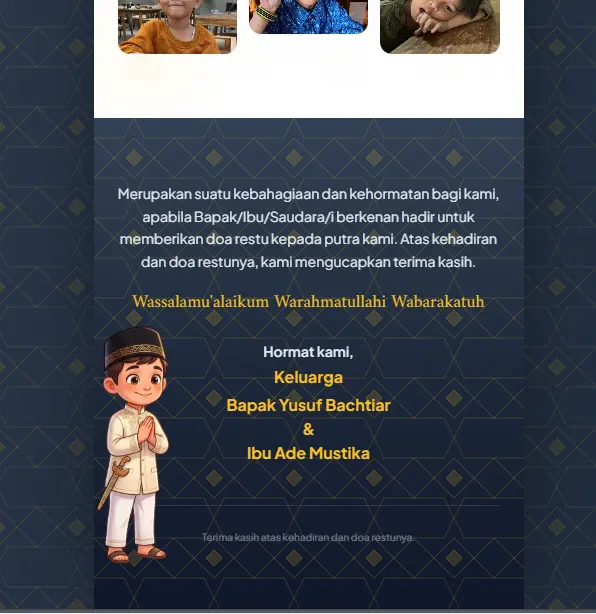 Merupakan suatu kebahagiaan dan kehormatan bagi kami,
apabila Bapak/Ibu/Saudara/i berkenan hadir untuk
memberikan doa restu kepada putra kami. Atas kehadiran
dan doa restunya, kami mengucapkan terima kasih.
Wassalamu'alaikum Warahmatullahi Wabarakatuh
Hormat kami,
Keluarga
Bapak Yusuf Bachtiar
&
Ibu Ade Mustika
Terima kasih atas kehadiran dan doa restunya.